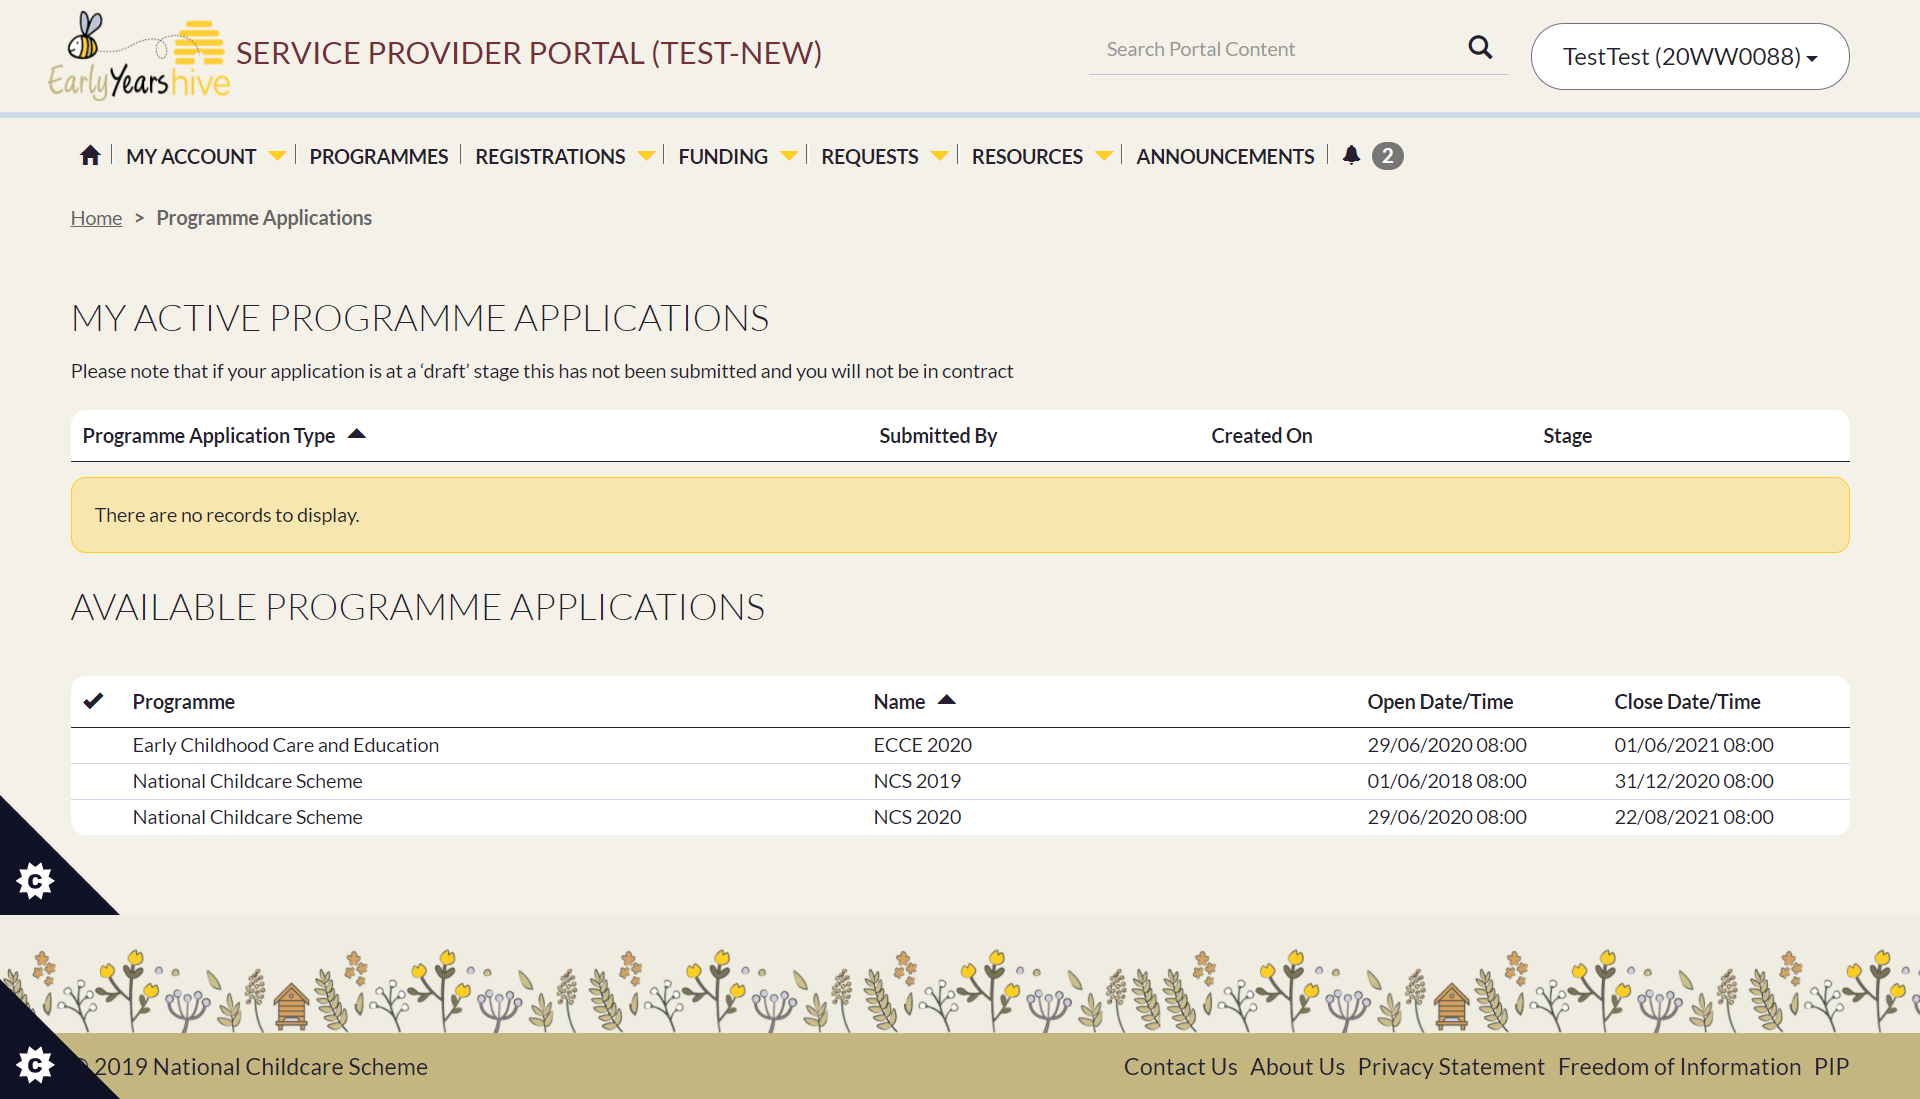 Early Years hive
SERVICE PROVIDER PORTAL (TEST-NEW)
Search Portal Content
TestTest (20WW0088)
MY ACCOUNT PROGRAMMES REGISTRATIONS FUNDING REQUESTS RESOURCES ANNOUNCEMENTS 2
Home > Programme Applications
MY ACTIVE PROGRAMME APPLICATIONS
Please note that if your application is at a ‘draft’ stage this has not been submitted and you will not be in contract
Programme Application Type Submitted By Created On Stage
There are no records to display.
AVAILABLE PROGRAMME APPLICATIONS
Programme Name Open Date/Time Close Date/Time
Early Childhood Care and Education ECCE 2020 29/06/2020 08:00 01/06/2021 08:00
National Childcare Scheme NCS 2019 01/06/2018 08:00 31/12/2020 08:00
National Childcare Scheme NCS 2020 29/06/2020 08:00 22/08/2021 08:00
C
C
© 2019 National Childcare Scheme
Contact Us About Us Privacy Statement Freedom of Information PIP